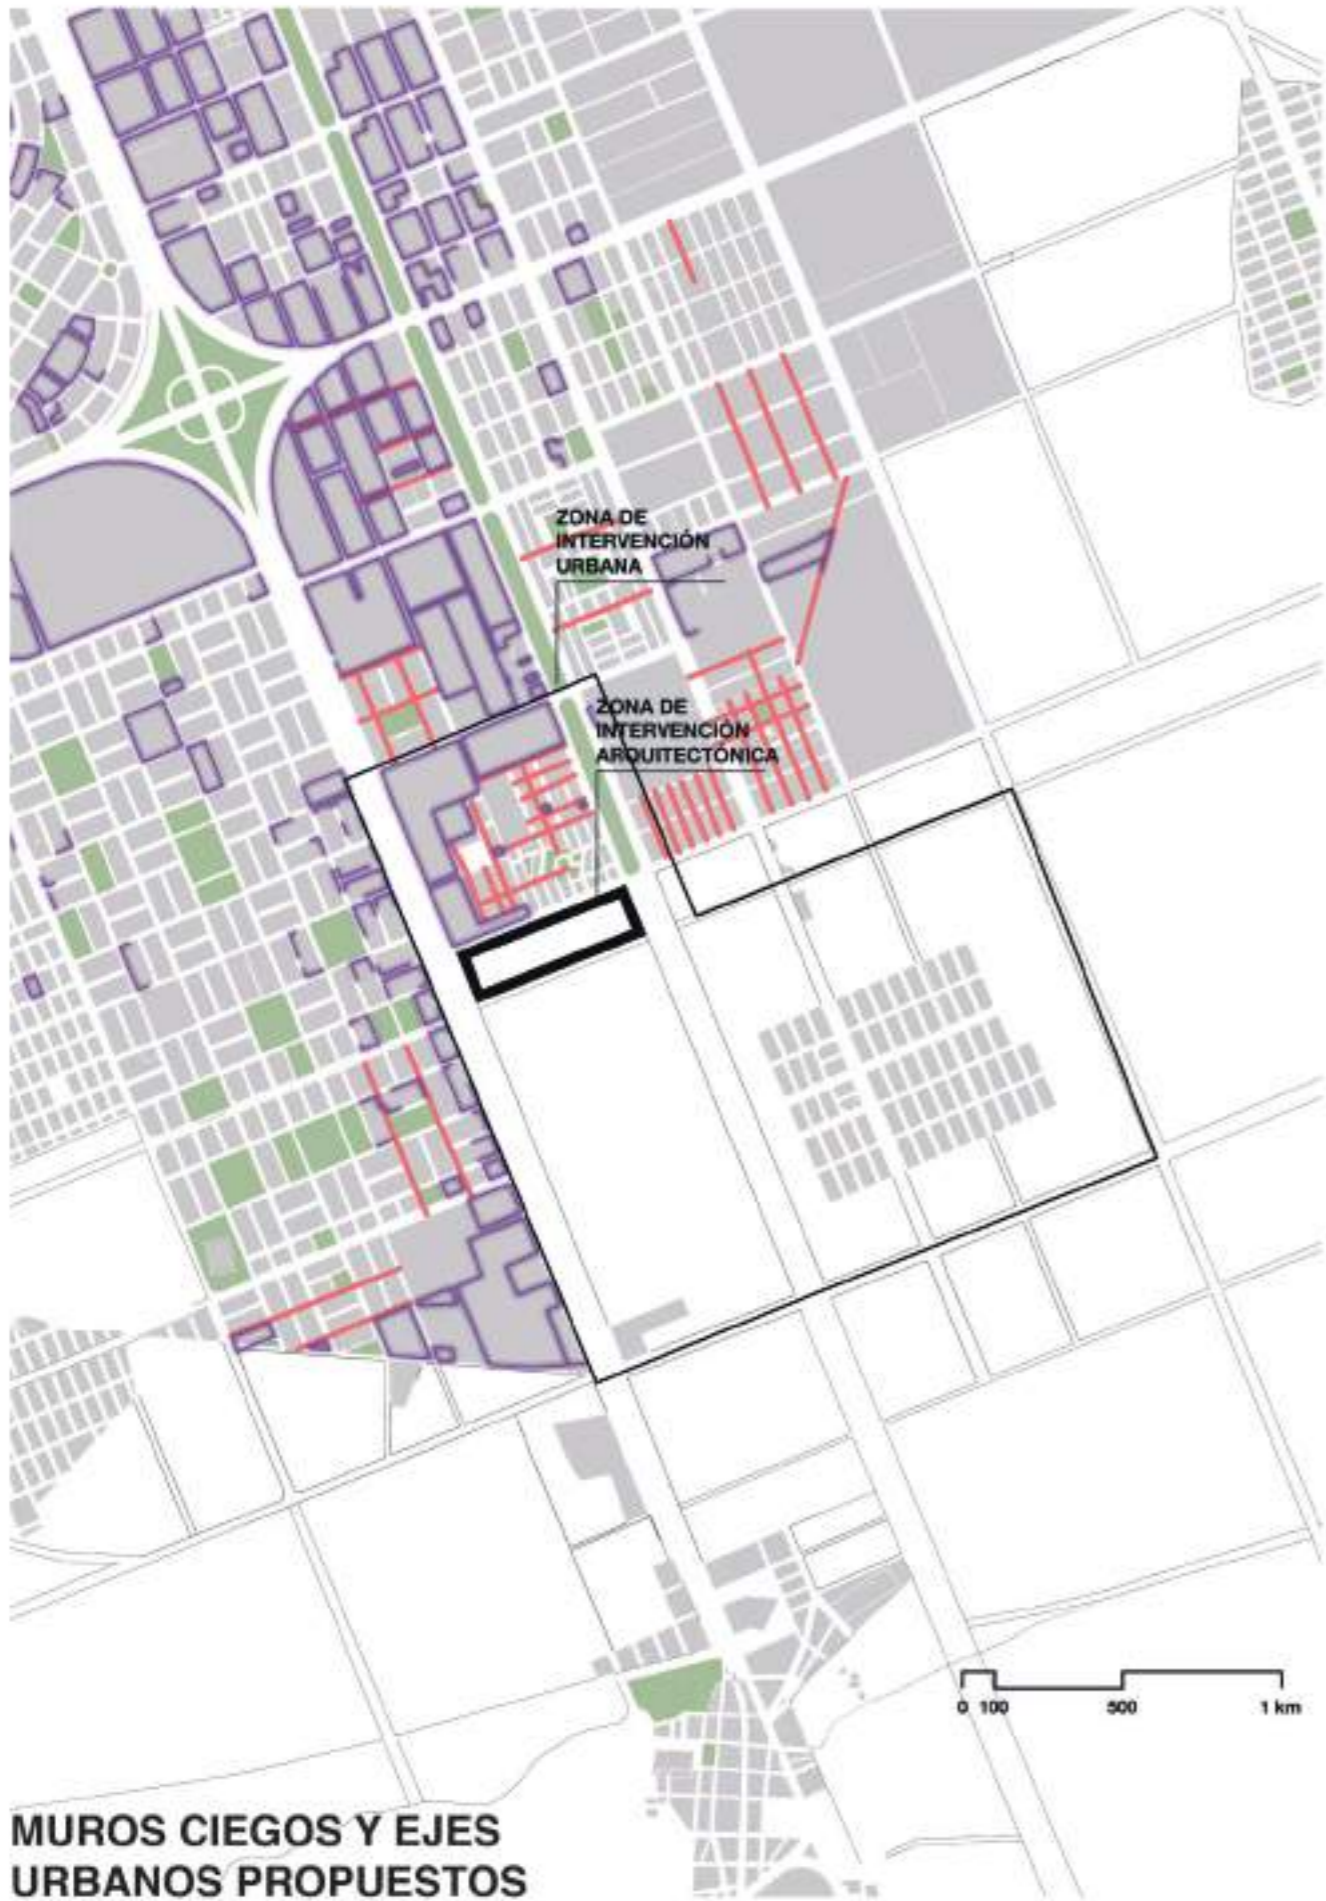 ZONA DE
INTERVENCIÓN
URBANA
ZONA DE
INTERVENCIÓN
ARQUITECTÓNICA
0 100 500 1 km
MUROS CIEGOS Y EJES
URBANOS PROPUESTOS